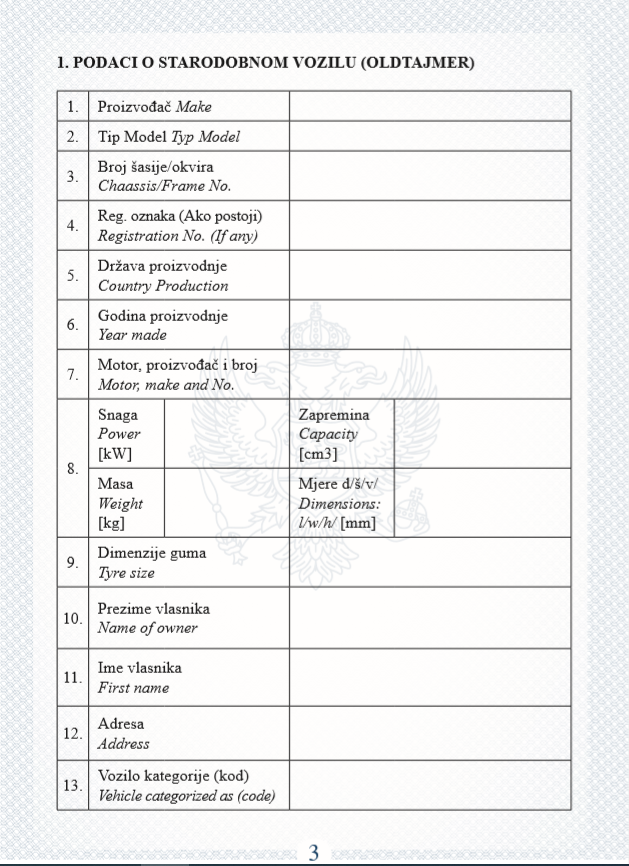 1. PODACI O STARODOBNOM VOZILU (OLDTAJMER)
1. Proizvođač Make
2. Tip Model Typ Model
3. Broj šasije/okvira
Chaassis/Frame No.
4. Reg. oznaka (Ako postoji)
Registration No. (If any)
5. Država proizvodnje
Country Production
6. Godina proizvodnje
Year made
7. Motor, proizvođač i broj
Motor, make and No.
8.
Snaga
Power
[kW]
Zapremina
Capacity
[cm3]
Masa
Weight
[kg]
Mjere d/š/v/
Dimensions:
l/w/h/ [mm]
9. Dimenzije guma
Tyre size
10. Prezime vlasnika
Name of owner
11. Ime vlasnika
First name
12. Adresa
Address
13. Vozilo kategorije (kod)
Vehicle categorized as (code)
3